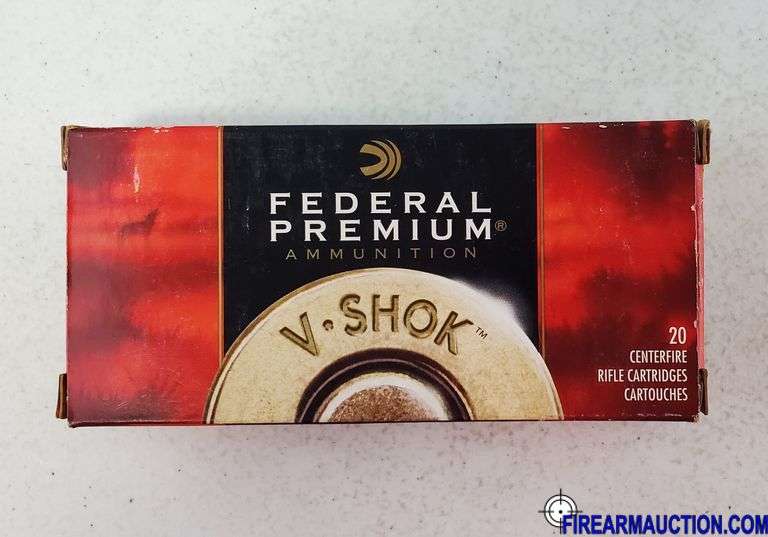 FEDERAL
PREMIUM®
AMMUNITION
V•SHOK™
20
CENTERFIRE
RIFLE CARTRIDGES
CARTOUCHES
FIREARMAUCTION.COM